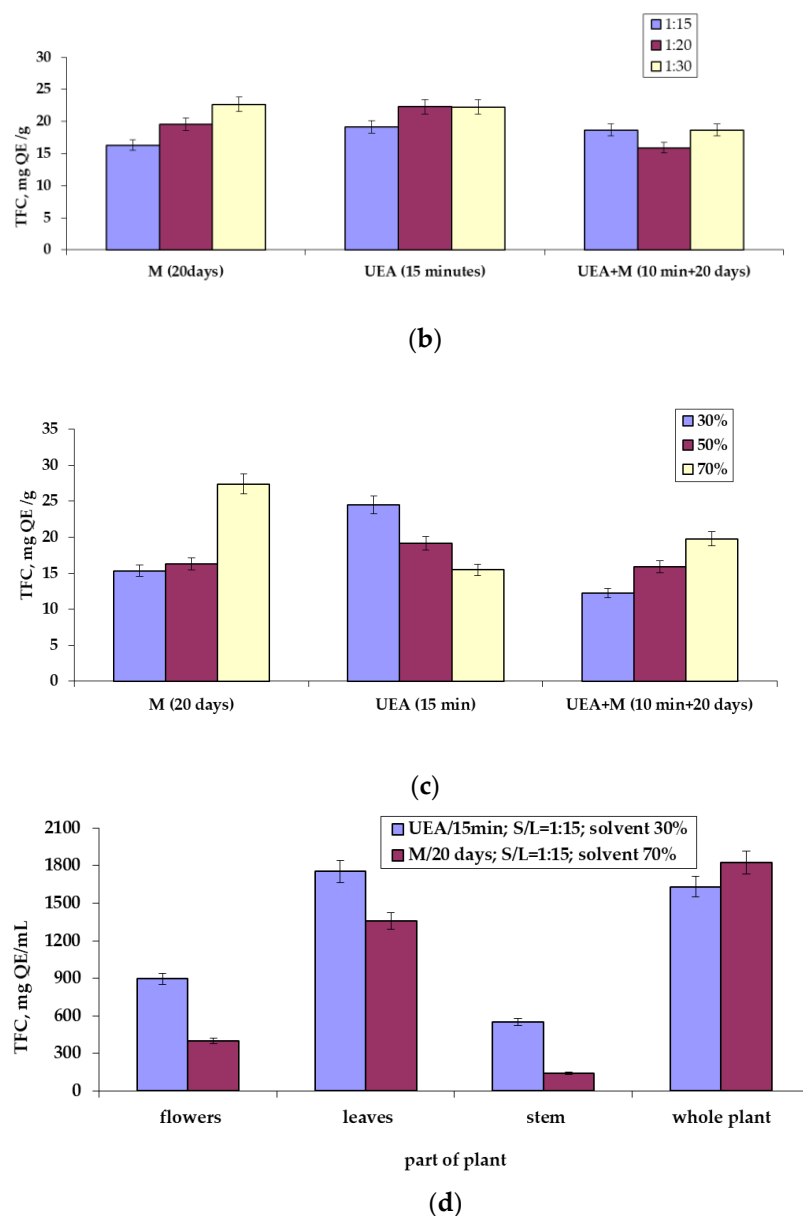 1:15
1:20
1:30
30
25
20
15
10
5
0
TFC, mg QE /g
M (20days)
UEA (15 minutes)
UEA+M (10 min+20 days)
(b)
30%
50%
70%
35
30
25
20
15
10
5
0
TFC, mg QE /g
M (20 days)
UEA (15 min)
UEA+M (10 min+20 days)
(c)
UEA/15min; S/L=1:15; solvent 30%
M/20 days; S/L=1:15; solvent 70%
2100
1800
1500
1200
900
600
300
0
TFC, mg QE/mL
flowers
leaves
stem
whole plant
part of plant
(d)